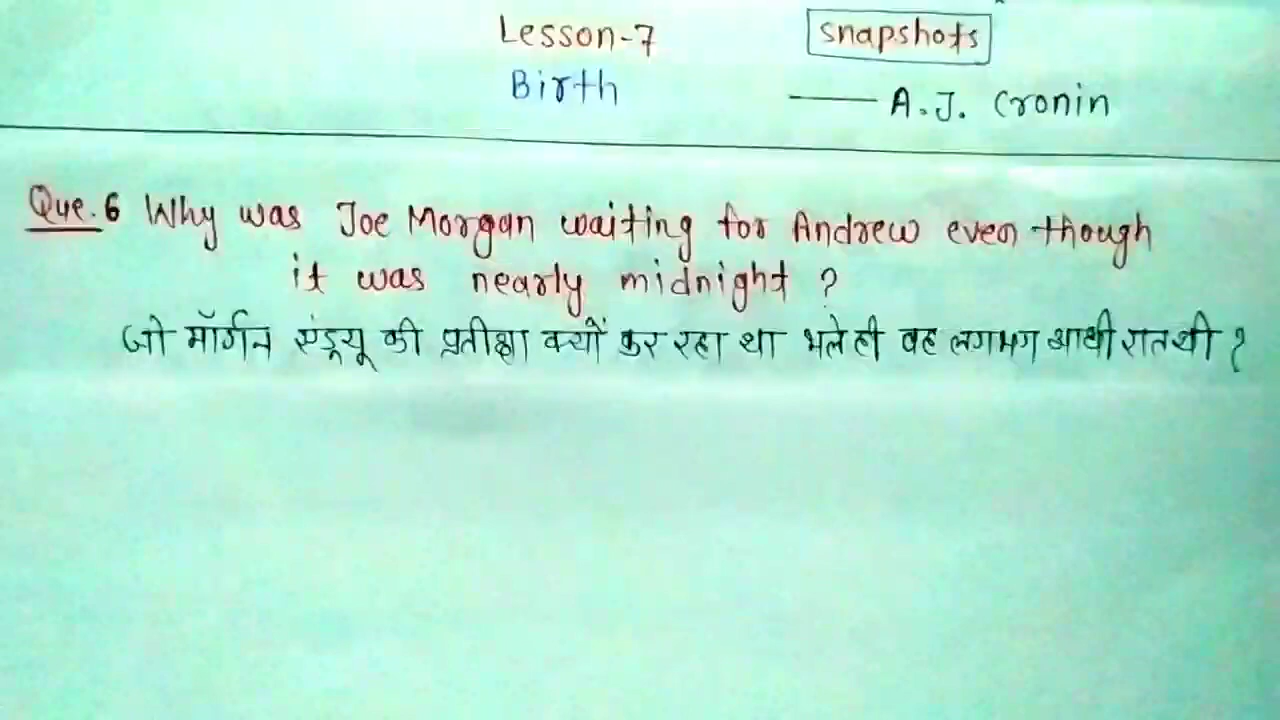 Lesson-7
snapshots
Birth
—— A.J. Cronin
Que.6 Why was Joe Morgan waiting for Andrew even though
it was nearly midnight ?
जो मॉर्गन एंड्रयू की प्रतीक्षा क्यों कर रहा था भले ही वह लगभग आधी रात थी ?